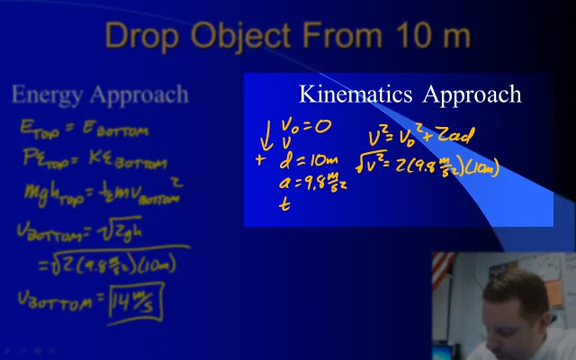 Drop Object From 10 m
Energy Approach
E_TOP = E_BOTTOM
PE_TOP = KE_BOTTOM
mgh_TOP = ½mv_BOTTOM²
v_BOTTOM = √2gh
= √2(9.8 m/s²)(10m)
v_BOTTOM = 14 m/s
Kinematics Approach
↓ v₀ = 0
v
+ d = 10m
a = 9.8 m/s²
t
v² = v₀² + 2ad
√v² = 2(9.8 m/s²)(10m)